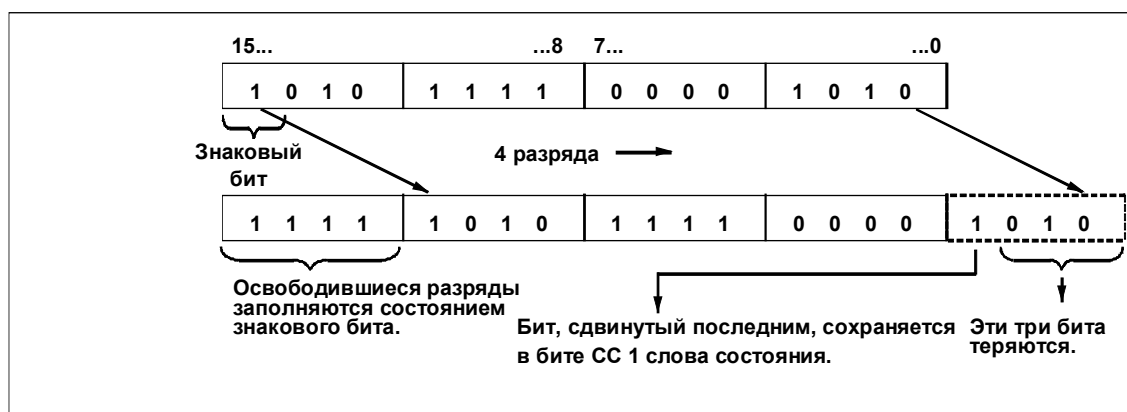 15... ...8 7... ...0
1 0 1 0 1 1 1 1 0 0 0 0 1 0 1 0
Знаковый
бит
4 разряда
1 1 1 1 1 0 1 0 1 1 1 1 0 0 0 0 1 0 1 0
Освободившиеся разряды
заполняются состоянием
знакового бита.
Бит, сдвинутый последним, сохраняется
в бите СС 1 слова состояния.
Эти три бита
теряются.